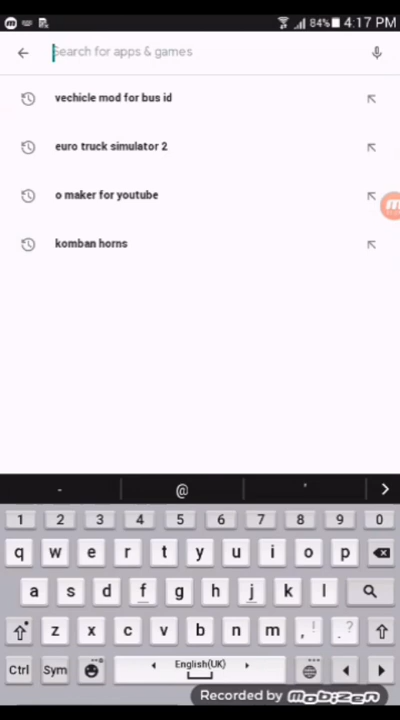 84% 4:17 PM
Search for apps & games
vechicle mod for bus id
euro truck simulator 2
o maker for youtube
komban horns
- @ '
1 2 3 4 5 6 7 8 9 0
q w e r t y u i o p
a s d f g h j k l
z x c v b n m , ! . ?
Ctrl Sym English(UK)
Recorded by mobizen